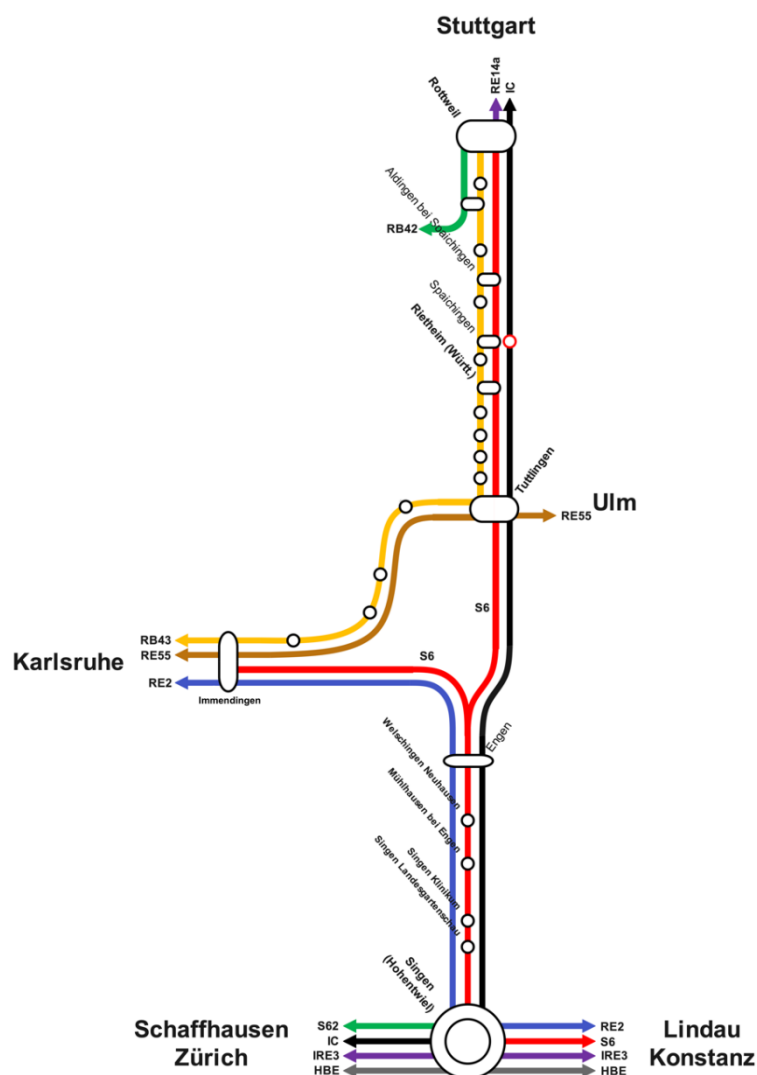 Stuttgart
RE14a
IC
Rottweil
Aldingen bei Spaichingen
RB42
Spaichingen
Rietheim (Württ.)
Tuttlingen
Ulm
RE55
S6
RB43
Karlsruhe
RE55
S6
RE2
Immendingen
Engen
Welschingen Neuhausen
Mühlhausen bei Engen
Singen Klinikum
Singen Landesgartenschau
Singen
(Hohentwiel)
Schaffhausen
Zürich
S62
IC
IRE3
HBE
RE2
S6
IRE3
HBE
Lindau
Konstanz